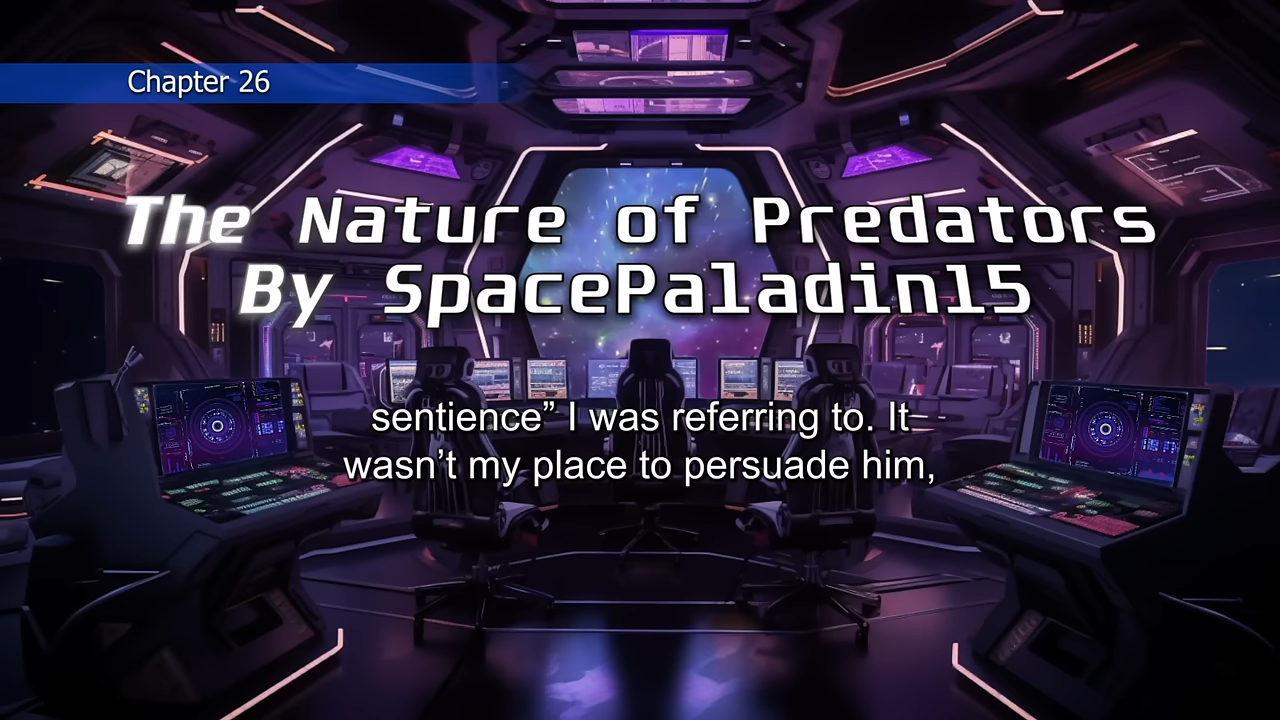 Chapter 26
The Nature of Predators
By SpacePaladin15
sentience” I was referring to. It
wasn’t my place to persuade him,